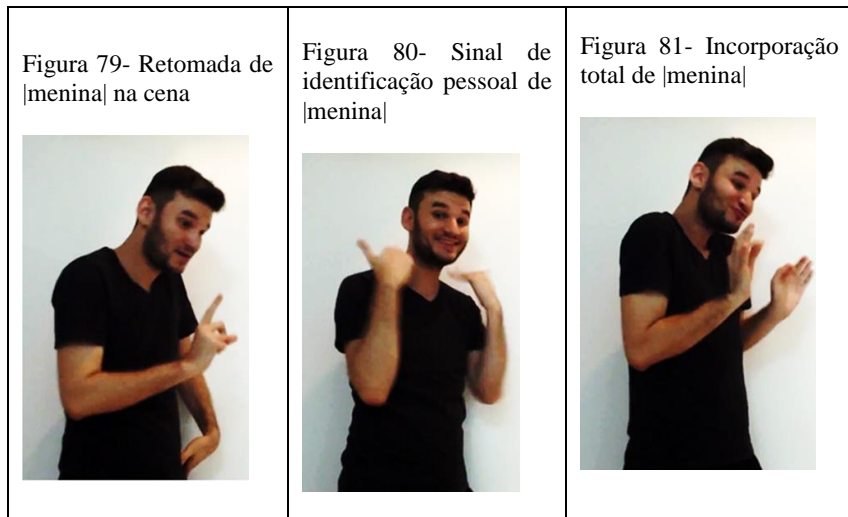 Figura 79- Retomada de
|menina| na cena
Figura 80- Sinal de
identificação pessoal de
|menina|
Figura 81- Incorporação
total de |menina|